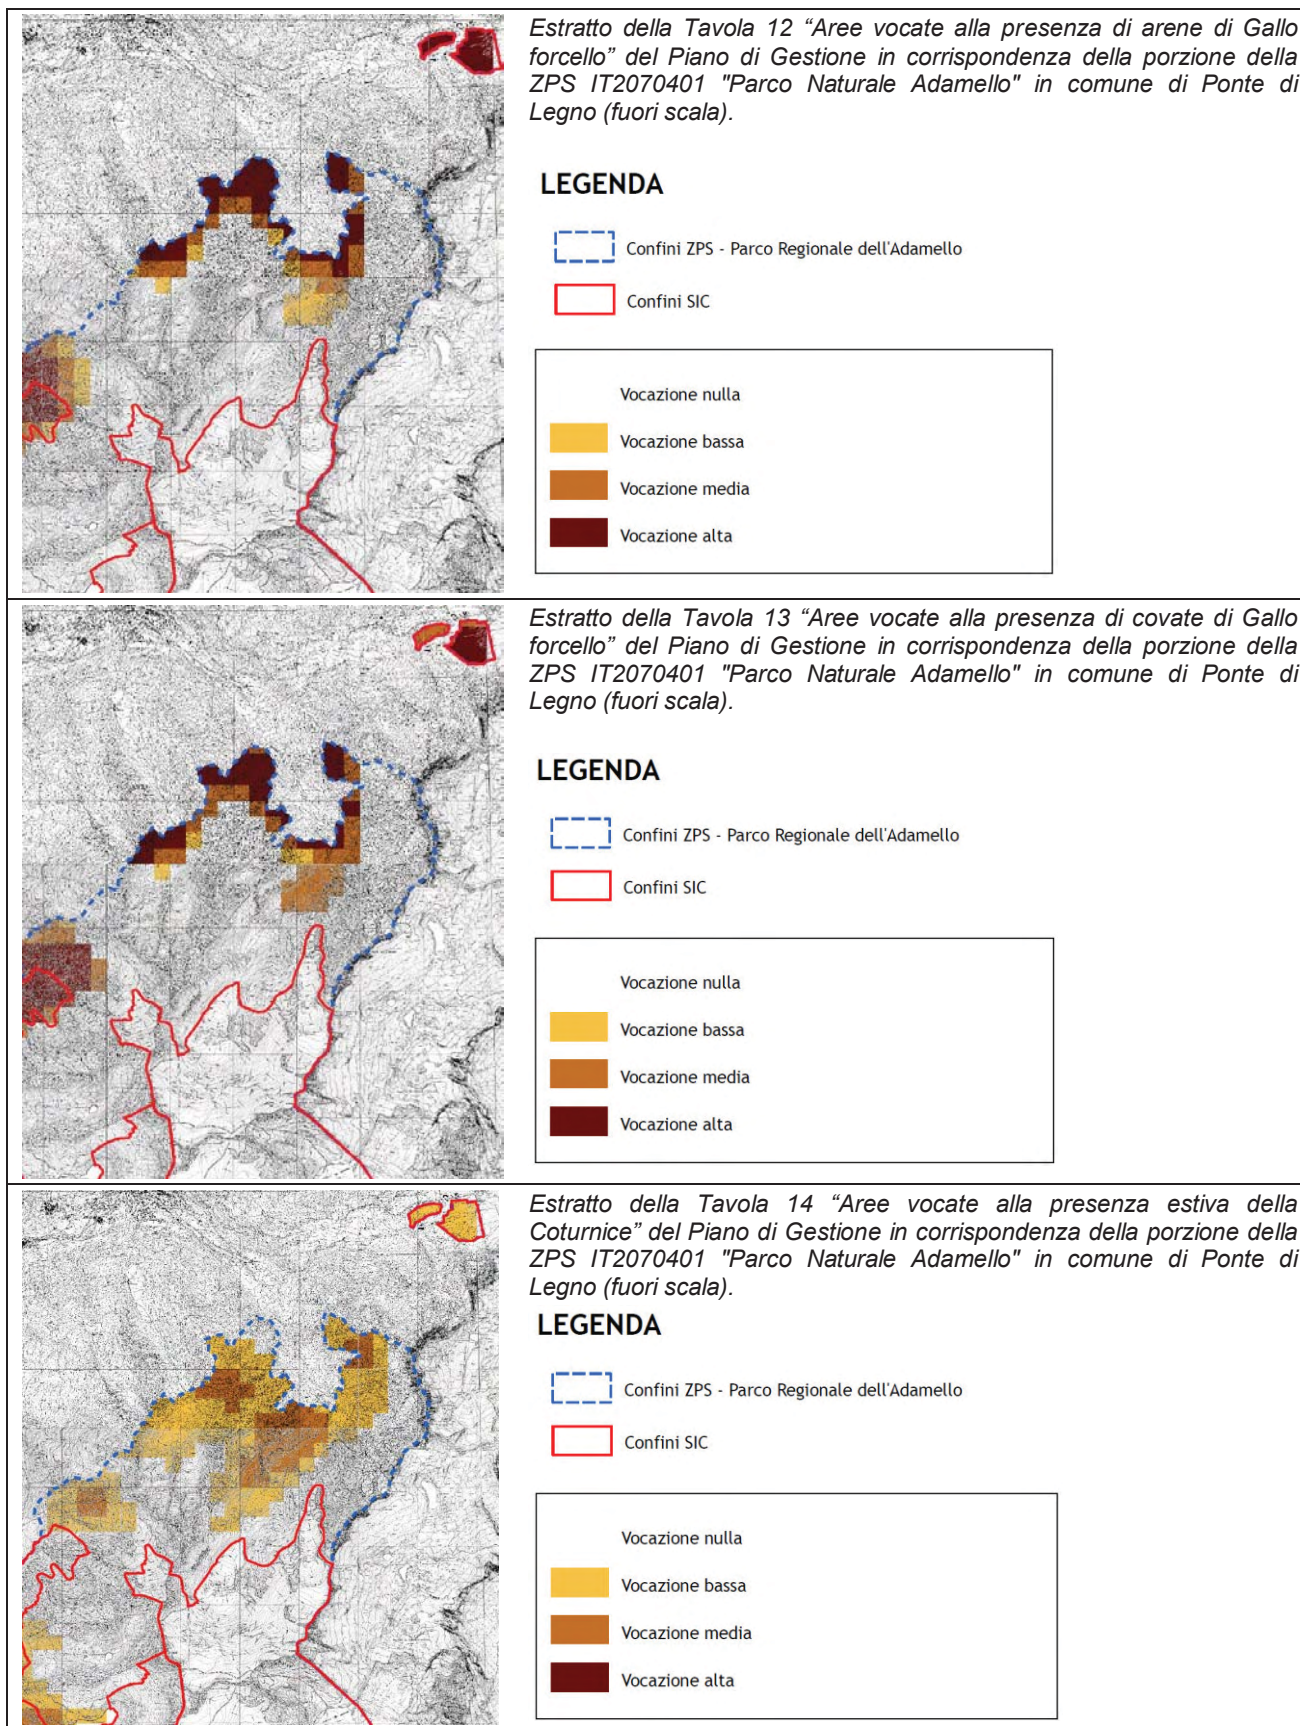 Estratto della Tavola 12 “Aree vocate alla presenza di arene di Gallo
forcello” del Piano di Gestione in corrispondenza della porzione della
ZPS IT2070401 "Parco Naturale Adamello" in comune di Ponte di
Legno (fuori scala).
LEGENDA
Confini ZPS - Parco Regionale dell'Adamello
Confini SIC
Vocazione nulla
Vocazione bassa
Vocazione media
Vocazione alta
Estratto della Tavola 13 “Aree vocate alla presenza di covate di Gallo
forcello” del Piano di Gestione in corrispondenza della porzione della
ZPS IT2070401 "Parco Naturale Adamello" in comune di Ponte di
Legno (fuori scala).
LEGENDA
Confini ZPS - Parco Regionale dell'Adamello
Confini SIC
Vocazione nulla
Vocazione bassa
Vocazione media
Vocazione alta
Estratto della Tavola 14 “Aree vocate alla presenza estiva della
Coturnice” del Piano di Gestione in corrispondenza della porzione della
ZPS IT2070401 "Parco Naturale Adamello" in comune di Ponte di
Legno (fuori scala).
LEGENDA
Confini ZPS - Parco Regionale dell'Adamello
Confini SIC
Vocazione nulla
Vocazione bassa
Vocazione media
Vocazione alta